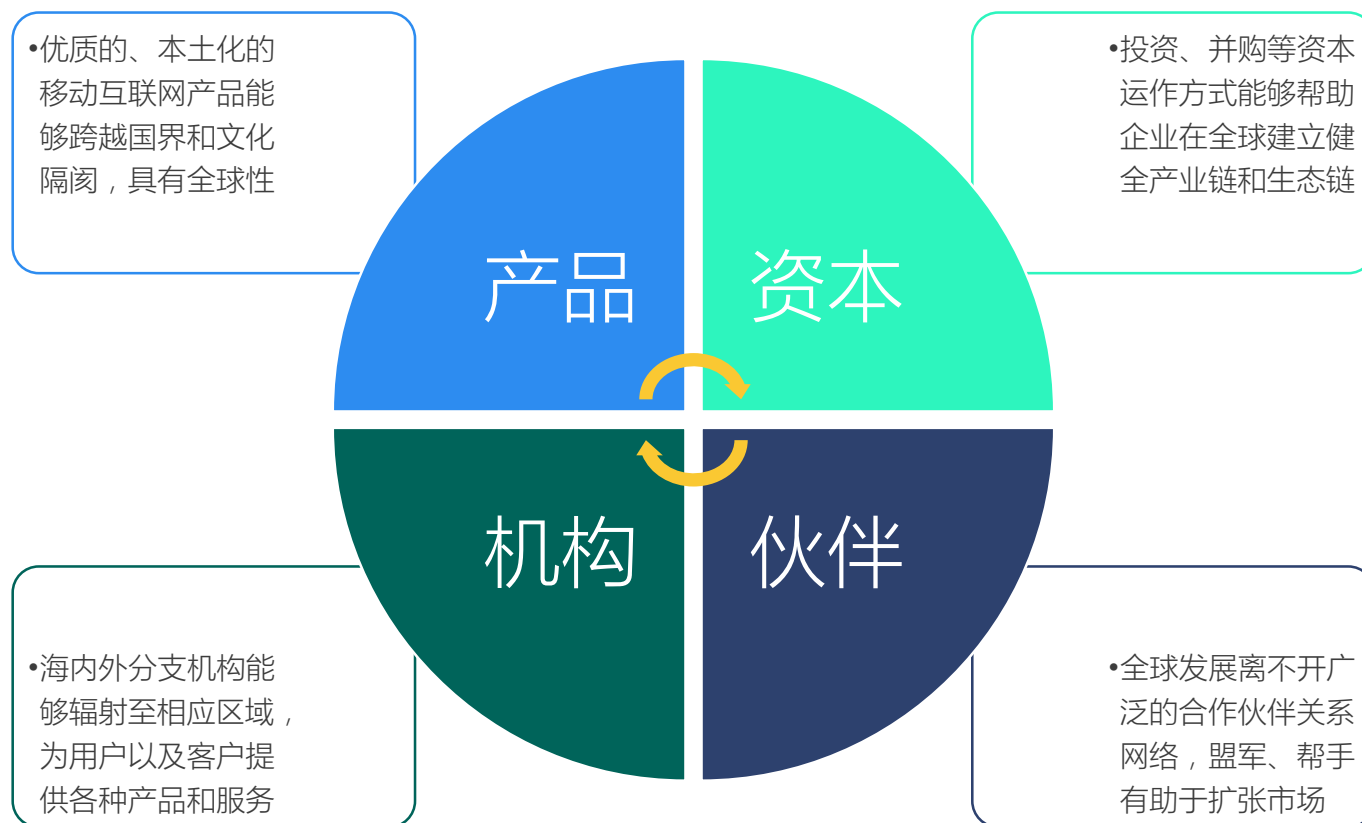 •优质的、本土化的
移动互联网产品能
够跨越国界和文化
隔阂，具有全球性
•投资、并购等资本
运作方式能够帮助
企业在全球建立健
全产业链和生态链
产品
资本
机构
伙伴
•海内外分支机构能
够辐射至相应区域，
为用户以及客户提
供各种产品和服务
•全球发展离不开广
泛的合作伙伴关系
网络，盟军、帮手
有助于扩张市场